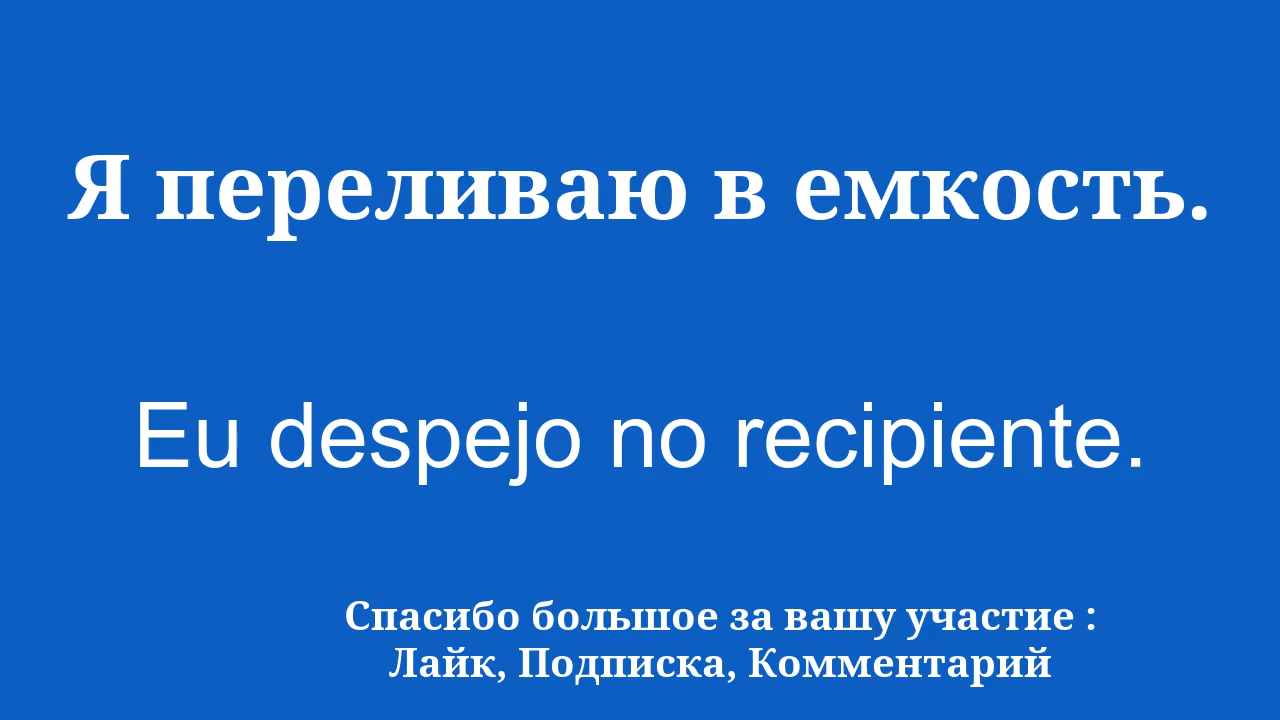 Я переливаю в емкость.
Eu despejo no recipiente.
Спасибо большое за вашу участие :
Лайк, Подписка, Комментарий